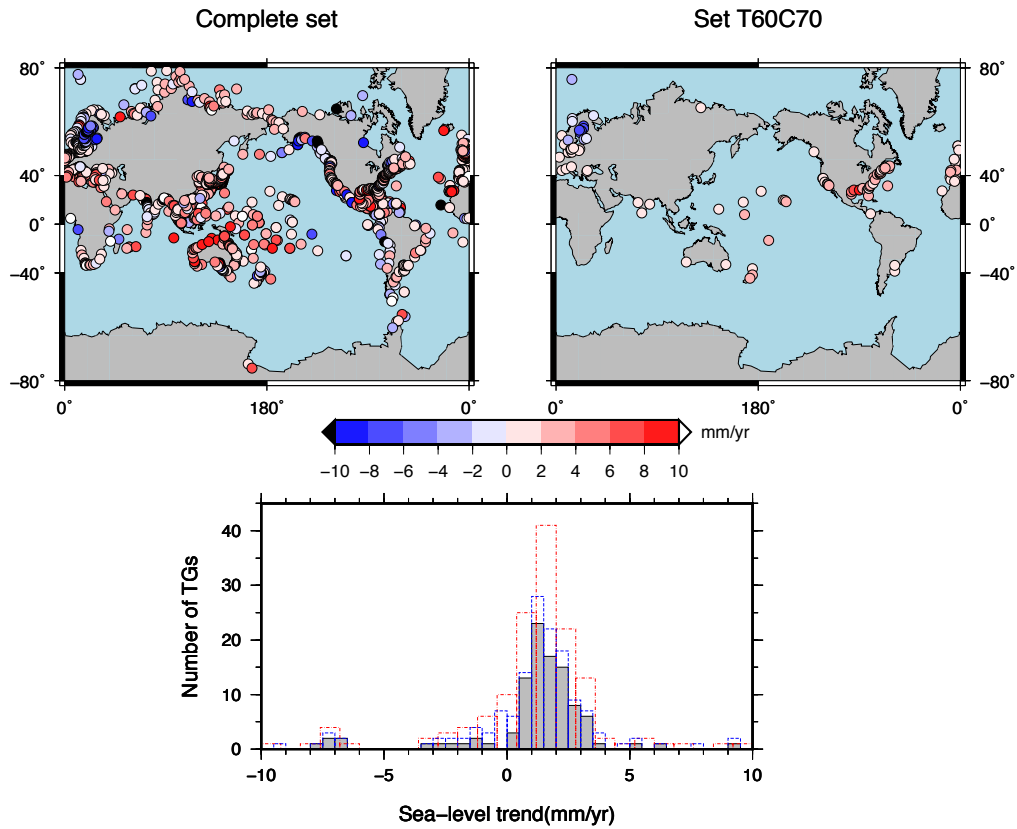 Complete set Set T60C70
80˚ 80˚
40˚ 40˚
0˚ 0˚
−40˚ −40˚
−80˚ −80˚
0˚ 180˚ 0˚ 0˚ 180˚ 0˚
mm/yr
−10 −8 −6 −4 −2 0 2 4 6 8 10
Number of TGs
40
30
20
10
0
−10 −5 0 5 10
Sea−level trend(mm/yr)